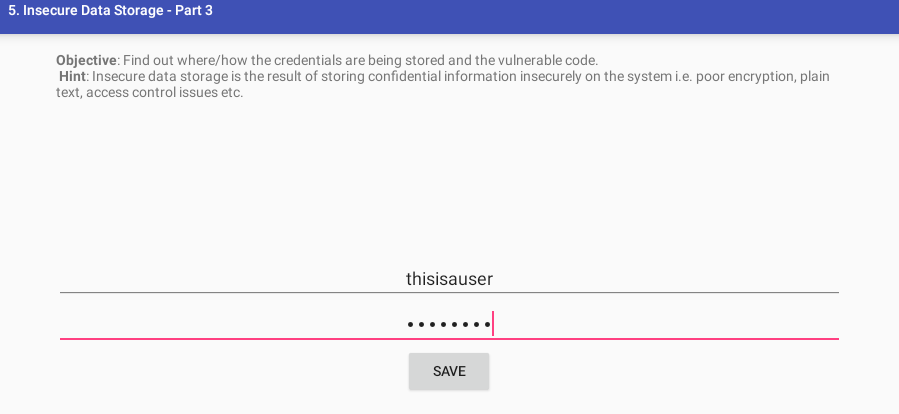 5. Insecure Data Storage - Part 3
Objective: Find out where/how the credentials are being stored and the vulnerable code.
Hint: Insecure data storage is the result of storing confidential information insecurely on the system i.e. poor encryption, plain
text, access control issues etc.
thisisauser
••••••••
SAVE